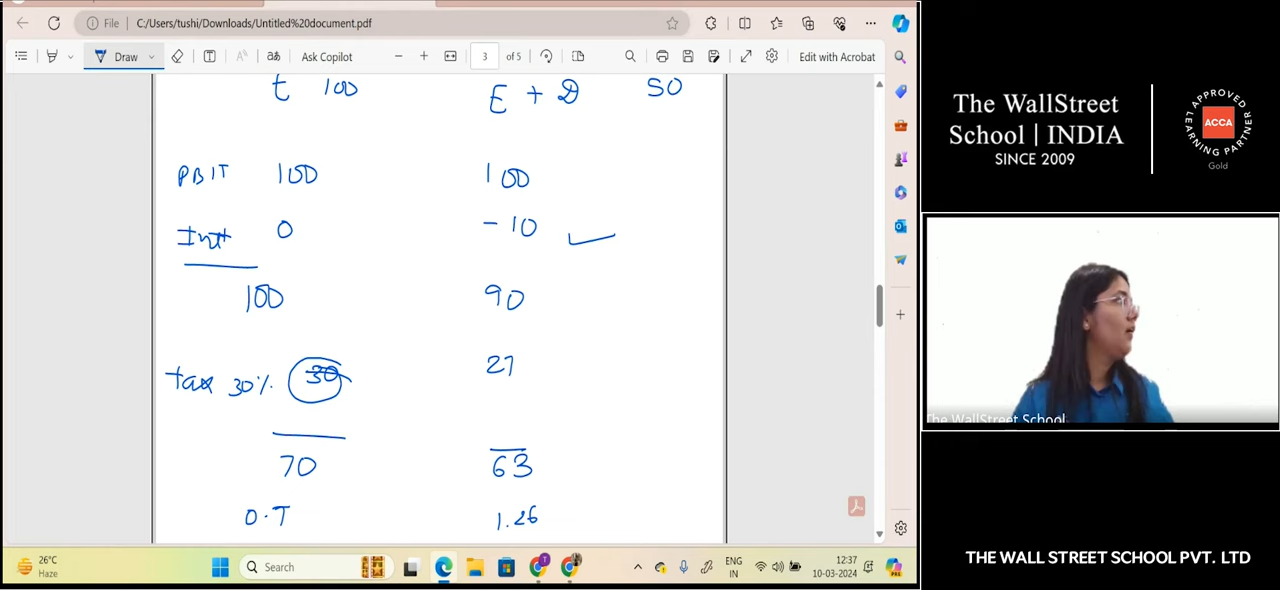 File C:/Users/tushi/Downloads/Untitled%20document.pdf
Draw Ask Copilot 3 of 5 Edit with Acrobat
E 100 E + D 50
PBIT 100 100
Int 0 - 10
100 90
tax 30% 30 27
70 63
0.7 1.26
The WallStreet
School | INDIA
SINCE 2009
APPROVED
LEARNING PARTNER
ACCA
Gold
The WallStreet School
THE WALL STREET SCHOOL PVT. LTD
26°C
Haze
Search
ENG
IN
12:37
10-03-2024